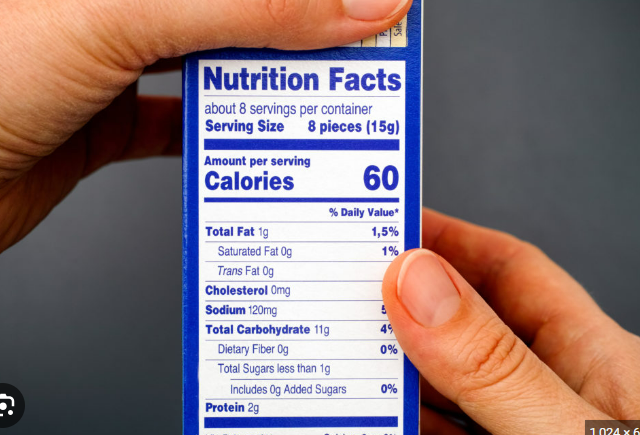 Nutrition Facts
about 8 servings per container
Serving Size 8 pieces (15g)
Amount per serving
Calories 60
% Daily Value*
Total Fat 1g 1,5%
Saturated Fat 0g 1%
Trans Fat 0g
Cholesterol 0mg
Sodium 120mg
Total Carbohydrate 11g 4%
Dietary Fiber 0g 0%
Total Sugars less than 1g
Includes 0g Added Sugars 0%
Protein 2g